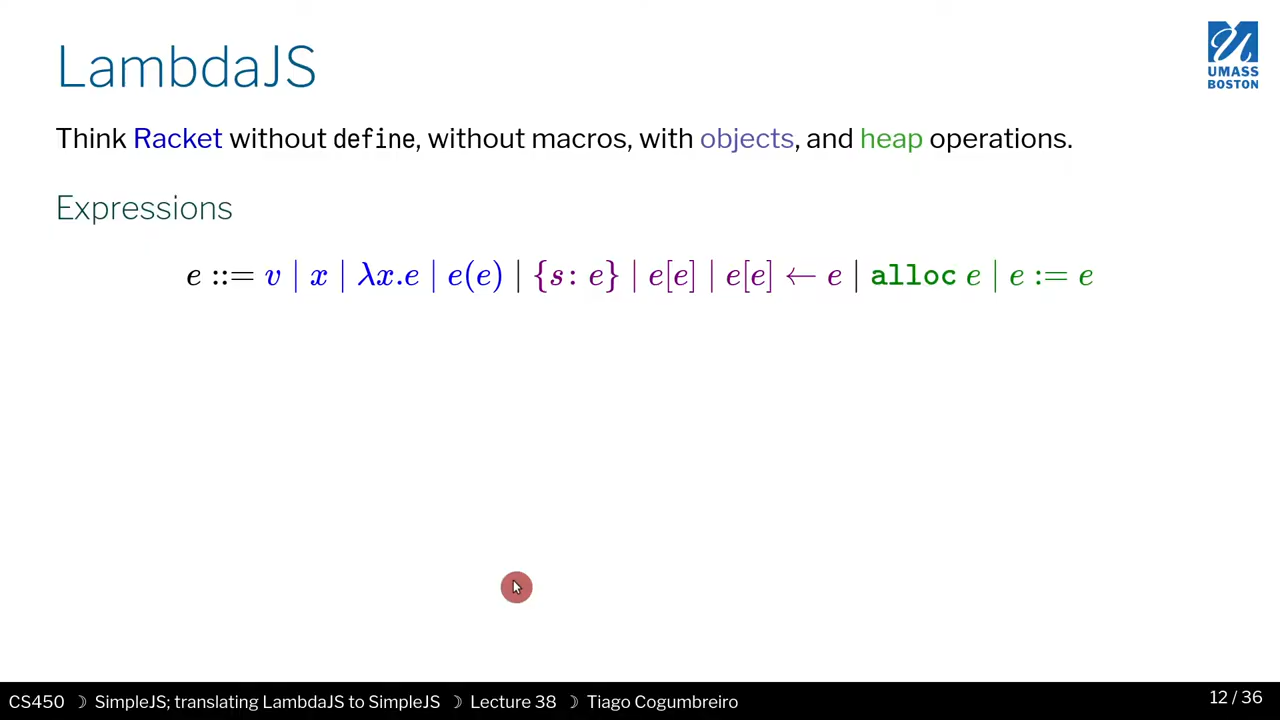 LambdaJS
UMASS
BOSTON
Think Racket without define, without macros, with objects, and heap operations.
Expressions
e ::= v | x | λx.e | e(e) | {s: e} | e[e] | e[e] ← e | alloc e | e := e
CS450 ☽ SimpleJS; translating LambdaJS to SimpleJS ☽ Lecture 38 ☽ Tiago Cogumbreiro
12 / 36